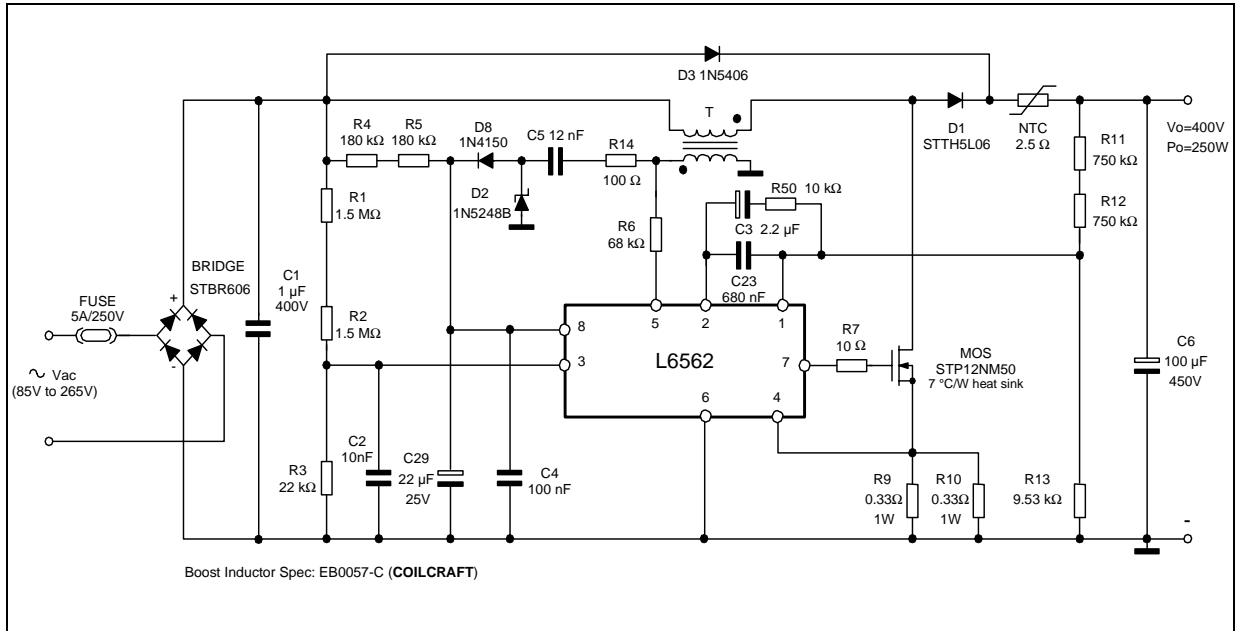 D3 1N5406
T
R4
180 kΩ
R5
180 kΩ
D8
1N4150
C5 12 nF
R14
100 Ω
D1
STTH5L06
NTC
2.5 Ω
Vo=400V
Po=250W
R11
750 kΩ
R12
750 kΩ
R1
1.5 MΩ
D2
1N5248B
R6
68 kΩ
R50 10 kΩ
C3 2.2 µF
C23
680 nF
BRIDGE
STBR606
+
-
FUSE
5A/250V
C1
1 µF
400V
R2
1.5 MΩ
~ Vac
(85V to 265V)
5
2
1
8
3
L6562
7
6
4
R7
10 Ω
MOS
STP12NM50
7 °C/W heat sink
C6
100 µF
450V
R3
22 kΩ
C2
10nF
C29
22 µF
25V
C4
100 nF
R9
0.33Ω
1W
R10
0.33Ω
1W
R13
9.53 kΩ
-
Boost Inductor Spec: EB0057-C (COILCRAFT)